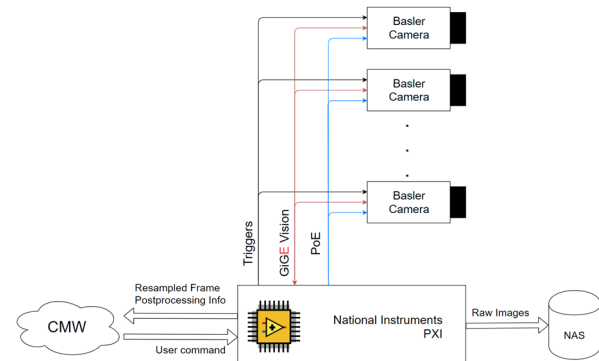 Basler
Camera
Basler
Camera
Basler
Camera
Triggers
GiGE Vision
PoE
Resampled Frame
Postprocessing Info
CMW
User command
National Instruments
PXI
Raw Images
NAS